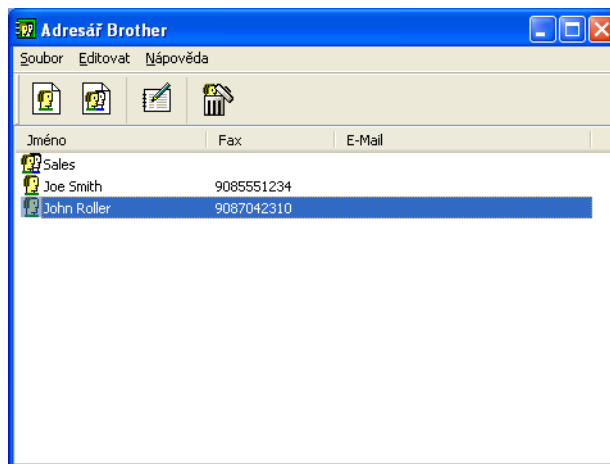 Adresář Brother
Soubor Editovat Nápověda
Jméno Fax E-Mail
Sales
Joe Smith 9085551234
John Roller 9087042310